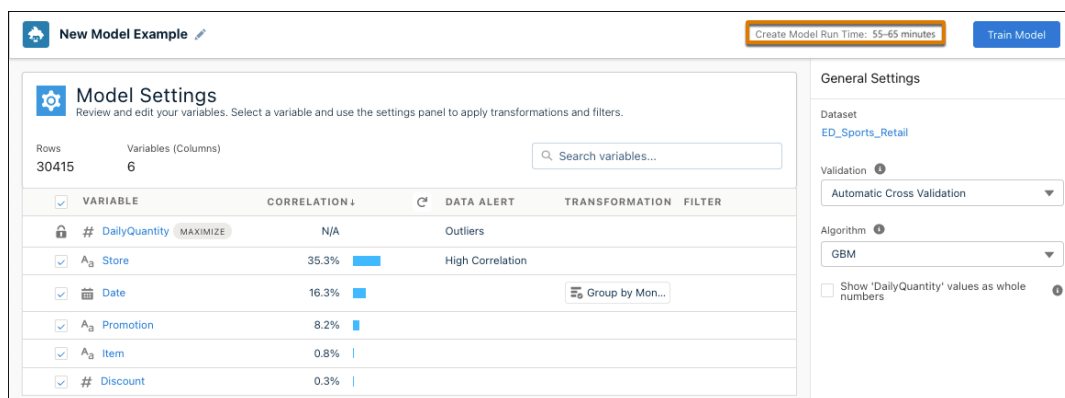 New Model Example
Create Model Run Time: 55–65 minutes
Train Model
Model Settings
Review and edit your variables. Select a variable and use the settings panel to apply transformations and filters.
Rows
Variables (Columns)
30415
6
Search variables...
VARIABLE CORRELATION↓ DATA ALERT TRANSFORMATION FILTER
# DailyQuantity MAXIMIZE N/A Outliers
Aa Store 35.3% High Correlation
Date 16.3% Group by Mon...
Aa Promotion 8.2%
Aa Item 0.8%
# Discount 0.3%
General Settings
Dataset
ED_Sports_Retail
Validation
Automatic Cross Validation
Algorithm
GBM
Show 'DailyQuantity' values as whole
numbers